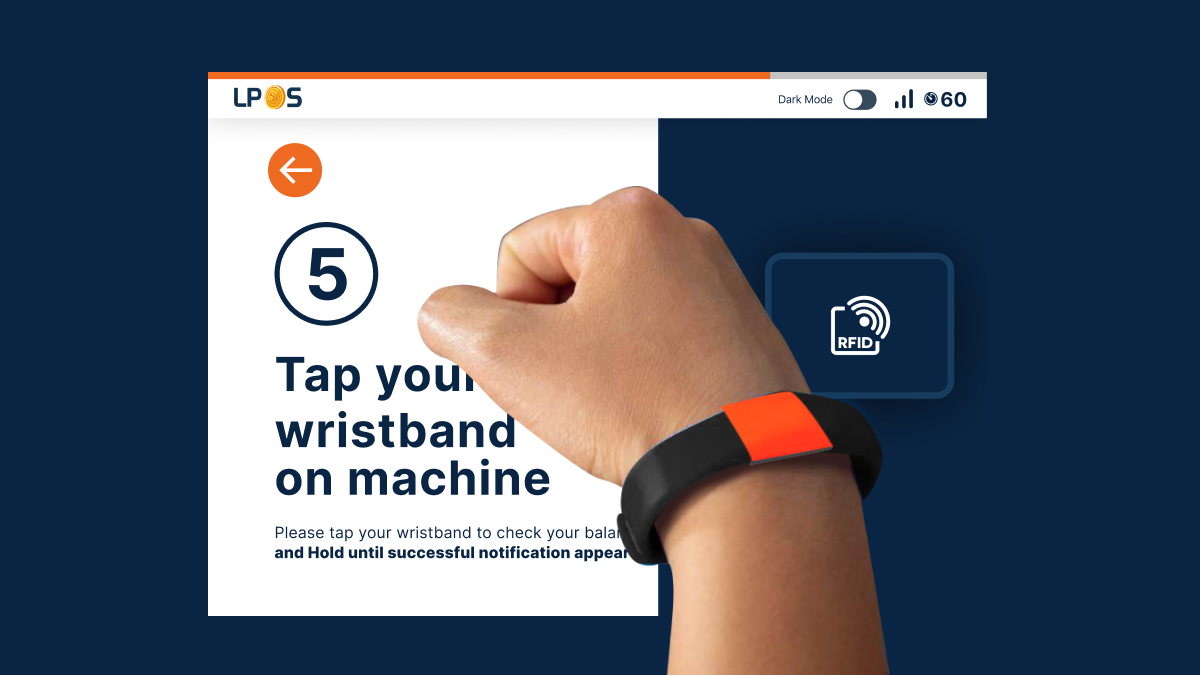 LPOS
Dark Mode
60
5
Tap your
wristband
on machine
Please tap your wristband to check your
and Hold until successful notification appear
RFID